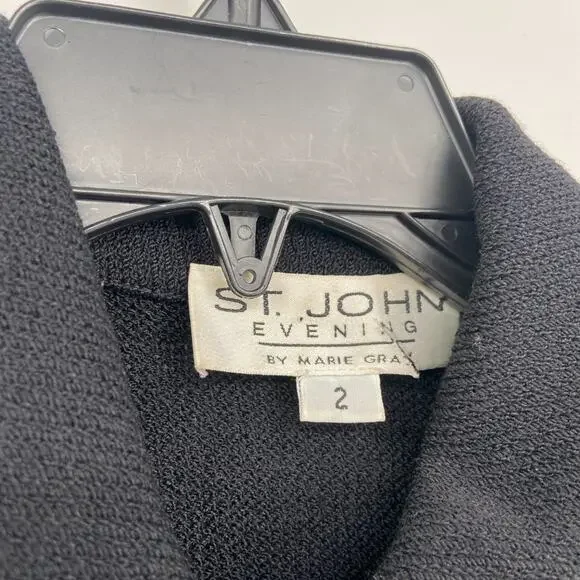 ST. JOHN
EVENING
BY MARIE GRAY
2